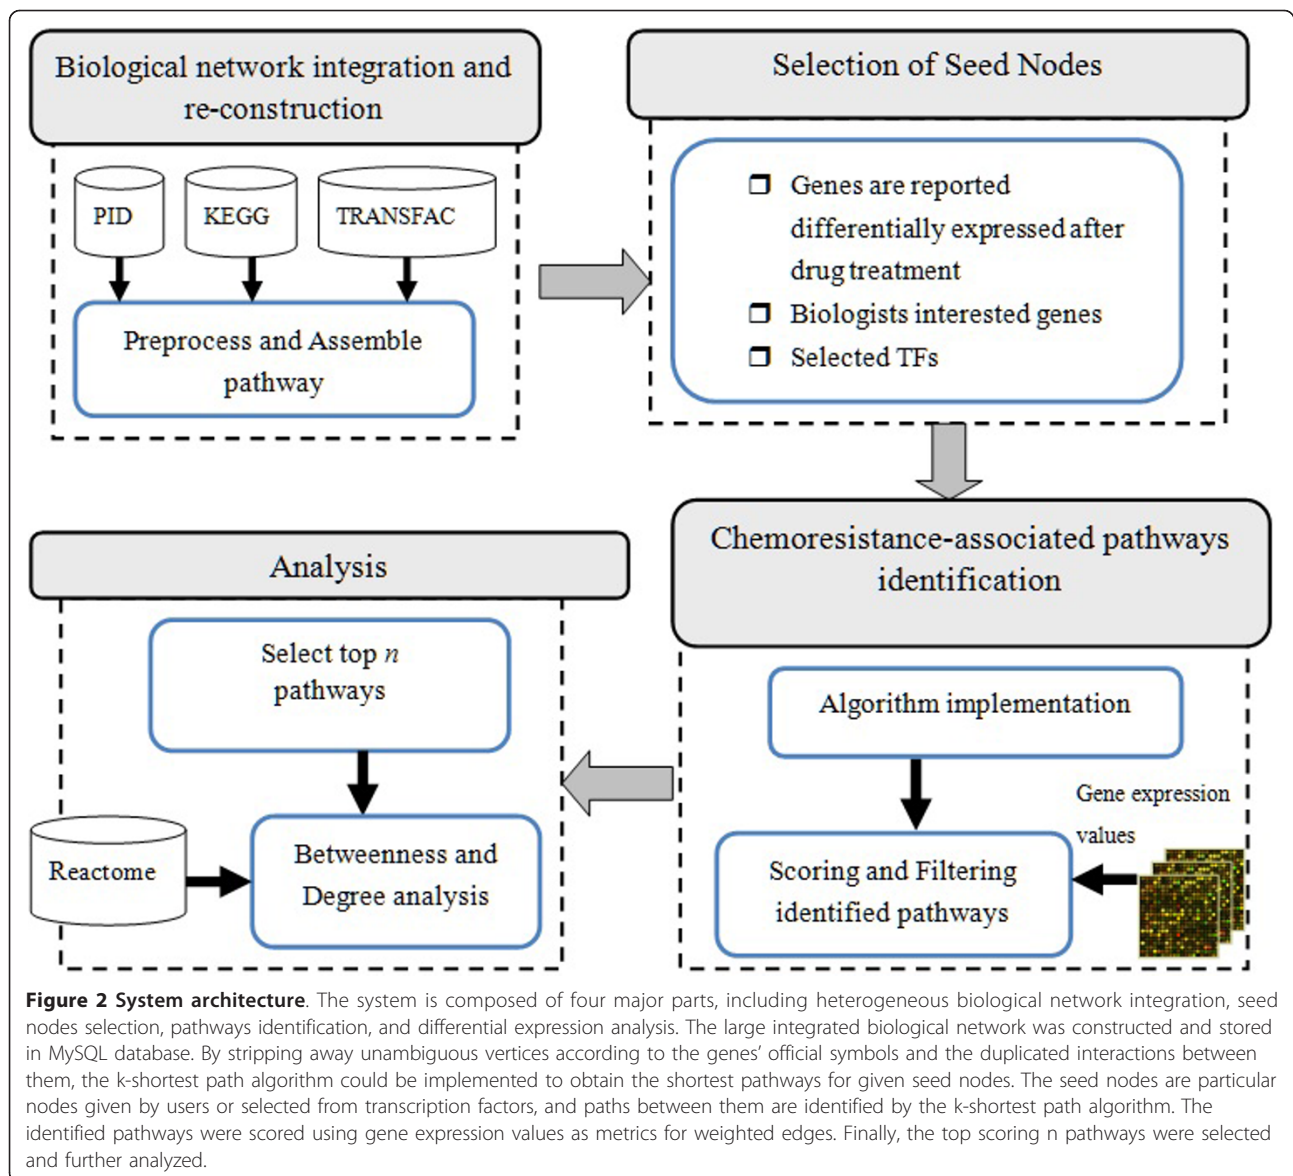 Biological network integration and
re-construction
PID
KEGG
TRANSFAC
Preprocess and Assemble
pathway
Selection of Seed Nodes
❒ Genes are reported
differentially expressed after
drug treatment
❒ Biologists interested genes
❒ Selected TFs
Chemoresistance-associated pathways
identification
Algorithm implementation
Gene expression
values
Scoring and Filtering
identified pathways
Analysis
Select top n
pathways
Reactome
Betweenness and
Degree analysis
Figure 2 System architecture. The system is composed of four major parts, including heterogeneous biological network integration, seed
nodes selection, pathways identification, and differential expression analysis. The large integrated biological network was constructed and stored
in MySQL database. By stripping away unambiguous vertices according to the genes' official symbols and the duplicated interactions between
them, the k-shortest path algorithm could be implemented to obtain the shortest pathways for given seed nodes. The seed nodes are particular
nodes given by users or selected from transcription factors, and paths between them are identified by the k-shortest path algorithm. The
identified pathways were scored using gene expression values as metrics for weighted edges. Finally, the top scoring n pathways were selected
and further analyzed.